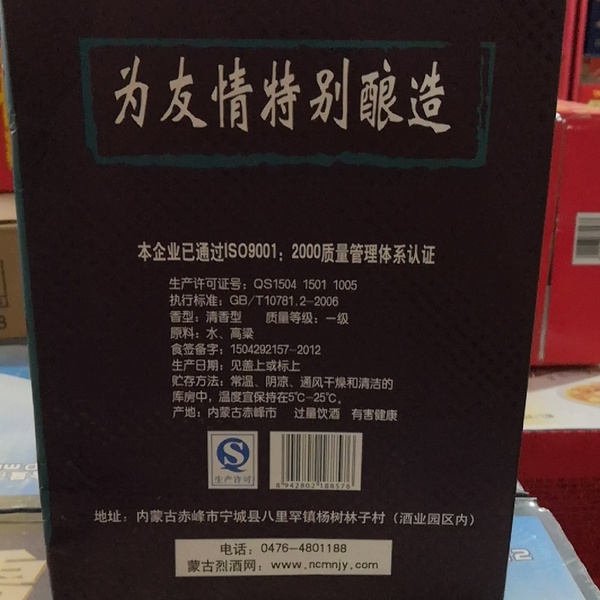 为友情特别酿造
本企业已通过ISO9001：2000质量管理体系认证
生产许可证号：QS1504 1501 1005
执行标准：GB/T10781.2-2006
香型：清香型 质量等级：一级
原料：水、高粱
食签备字：1504292157-2012
生产日期：见盖上或标上
贮存方法：常温、阴凉、通风干燥和清洁的
库房中，温度宜保持在5℃-25℃。
产地：内蒙古赤峰市 过量饮酒 有害健康
QS
生产许可
8 942802 188578
地址：内蒙古赤峰市宁城县八里罕镇杨树林子村（酒业园区内）
电话：0476-4801188
蒙古烈酒网：www.ncmnjy.com